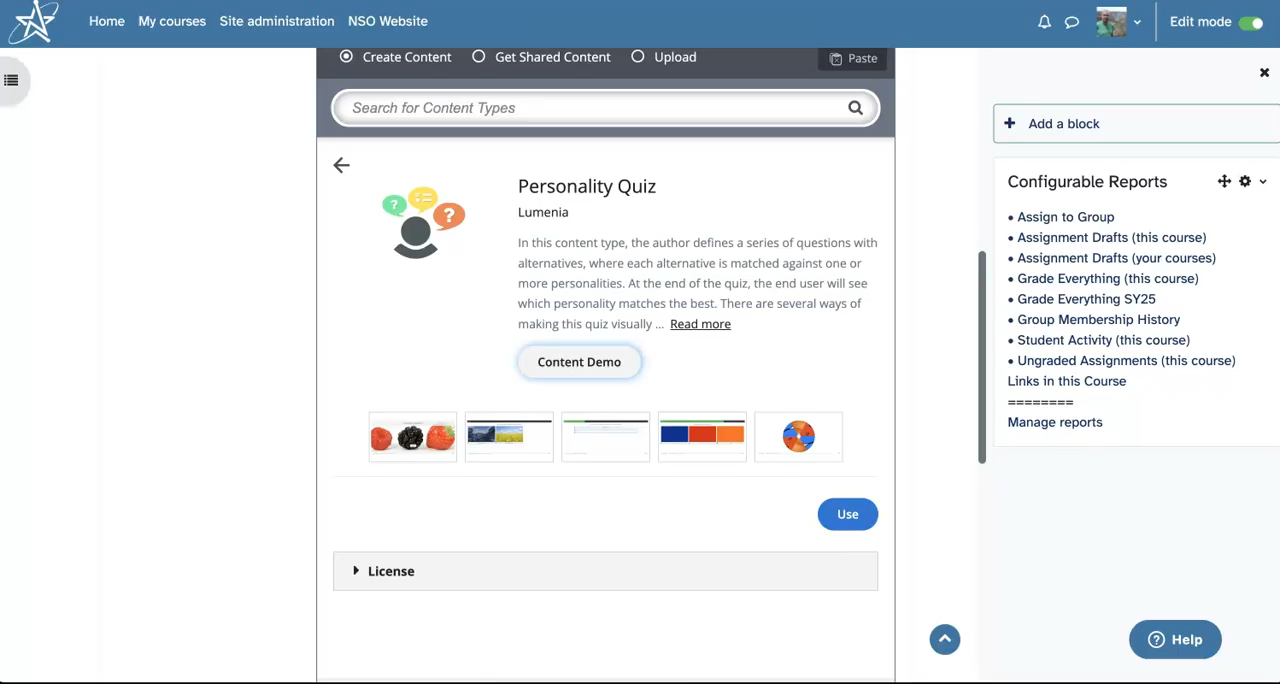 Home My courses Site administration NSO Website Edit mode
Create Content Get Shared Content Upload Paste
Search for Content Types
Personality Quiz
Lumenia
In this content type, the author defines a series of questions with
alternatives, where each alternative is matched against one or
more personalities. At the end of the quiz, the end user will see
which personality matches the best. There are several ways of
making this quiz visually ... Read more
Content Demo
Use
License
+ Add a block
Configurable Reports
• Assign to Group
• Assignment Drafts (this course)
• Assignment Drafts (your courses)
• Grade Everything (this course)
• Grade Everything SY25
• Group Membership History
• Student Activity (this course)
• Ungraded Assignments (this course)
Links in this Course
========
Manage reports
Help